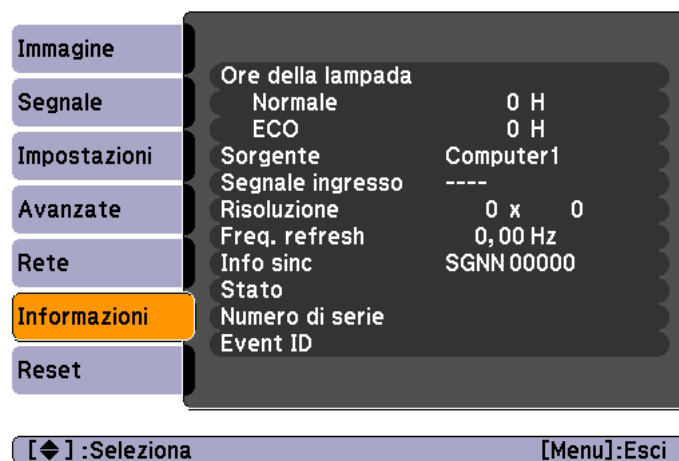 Immagine
Segnale
Impostazioni
Avanzate
Rete
Informazioni
Reset
Ore della lampada
Normale 0 H
ECO 0 H
Sorgente Computer1
Segnale ingresso ----
Risoluzione 0 x 0
Freq. refresh 0,00 Hz
Info sinc SGNN 00000
Stato
Numero di serie
Event ID
[◆] :Seleziona [Menu]:Esci